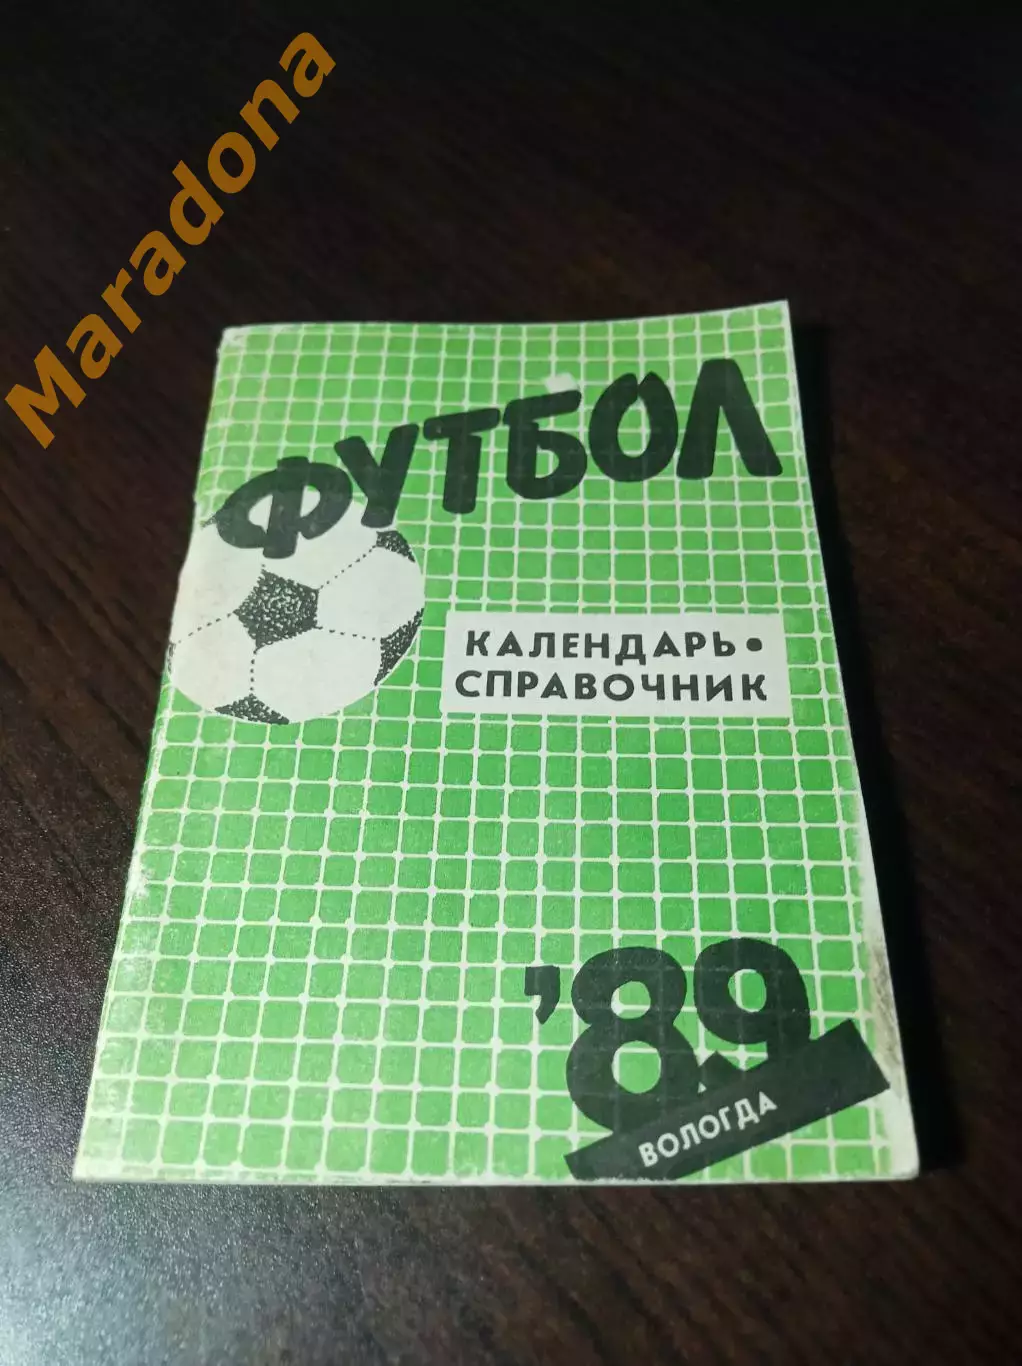 Maradona
ФУТБОЛ
КАЛЕНДАРЬ•
СПРАВОЧНИК
'89
ВОЛОГДА